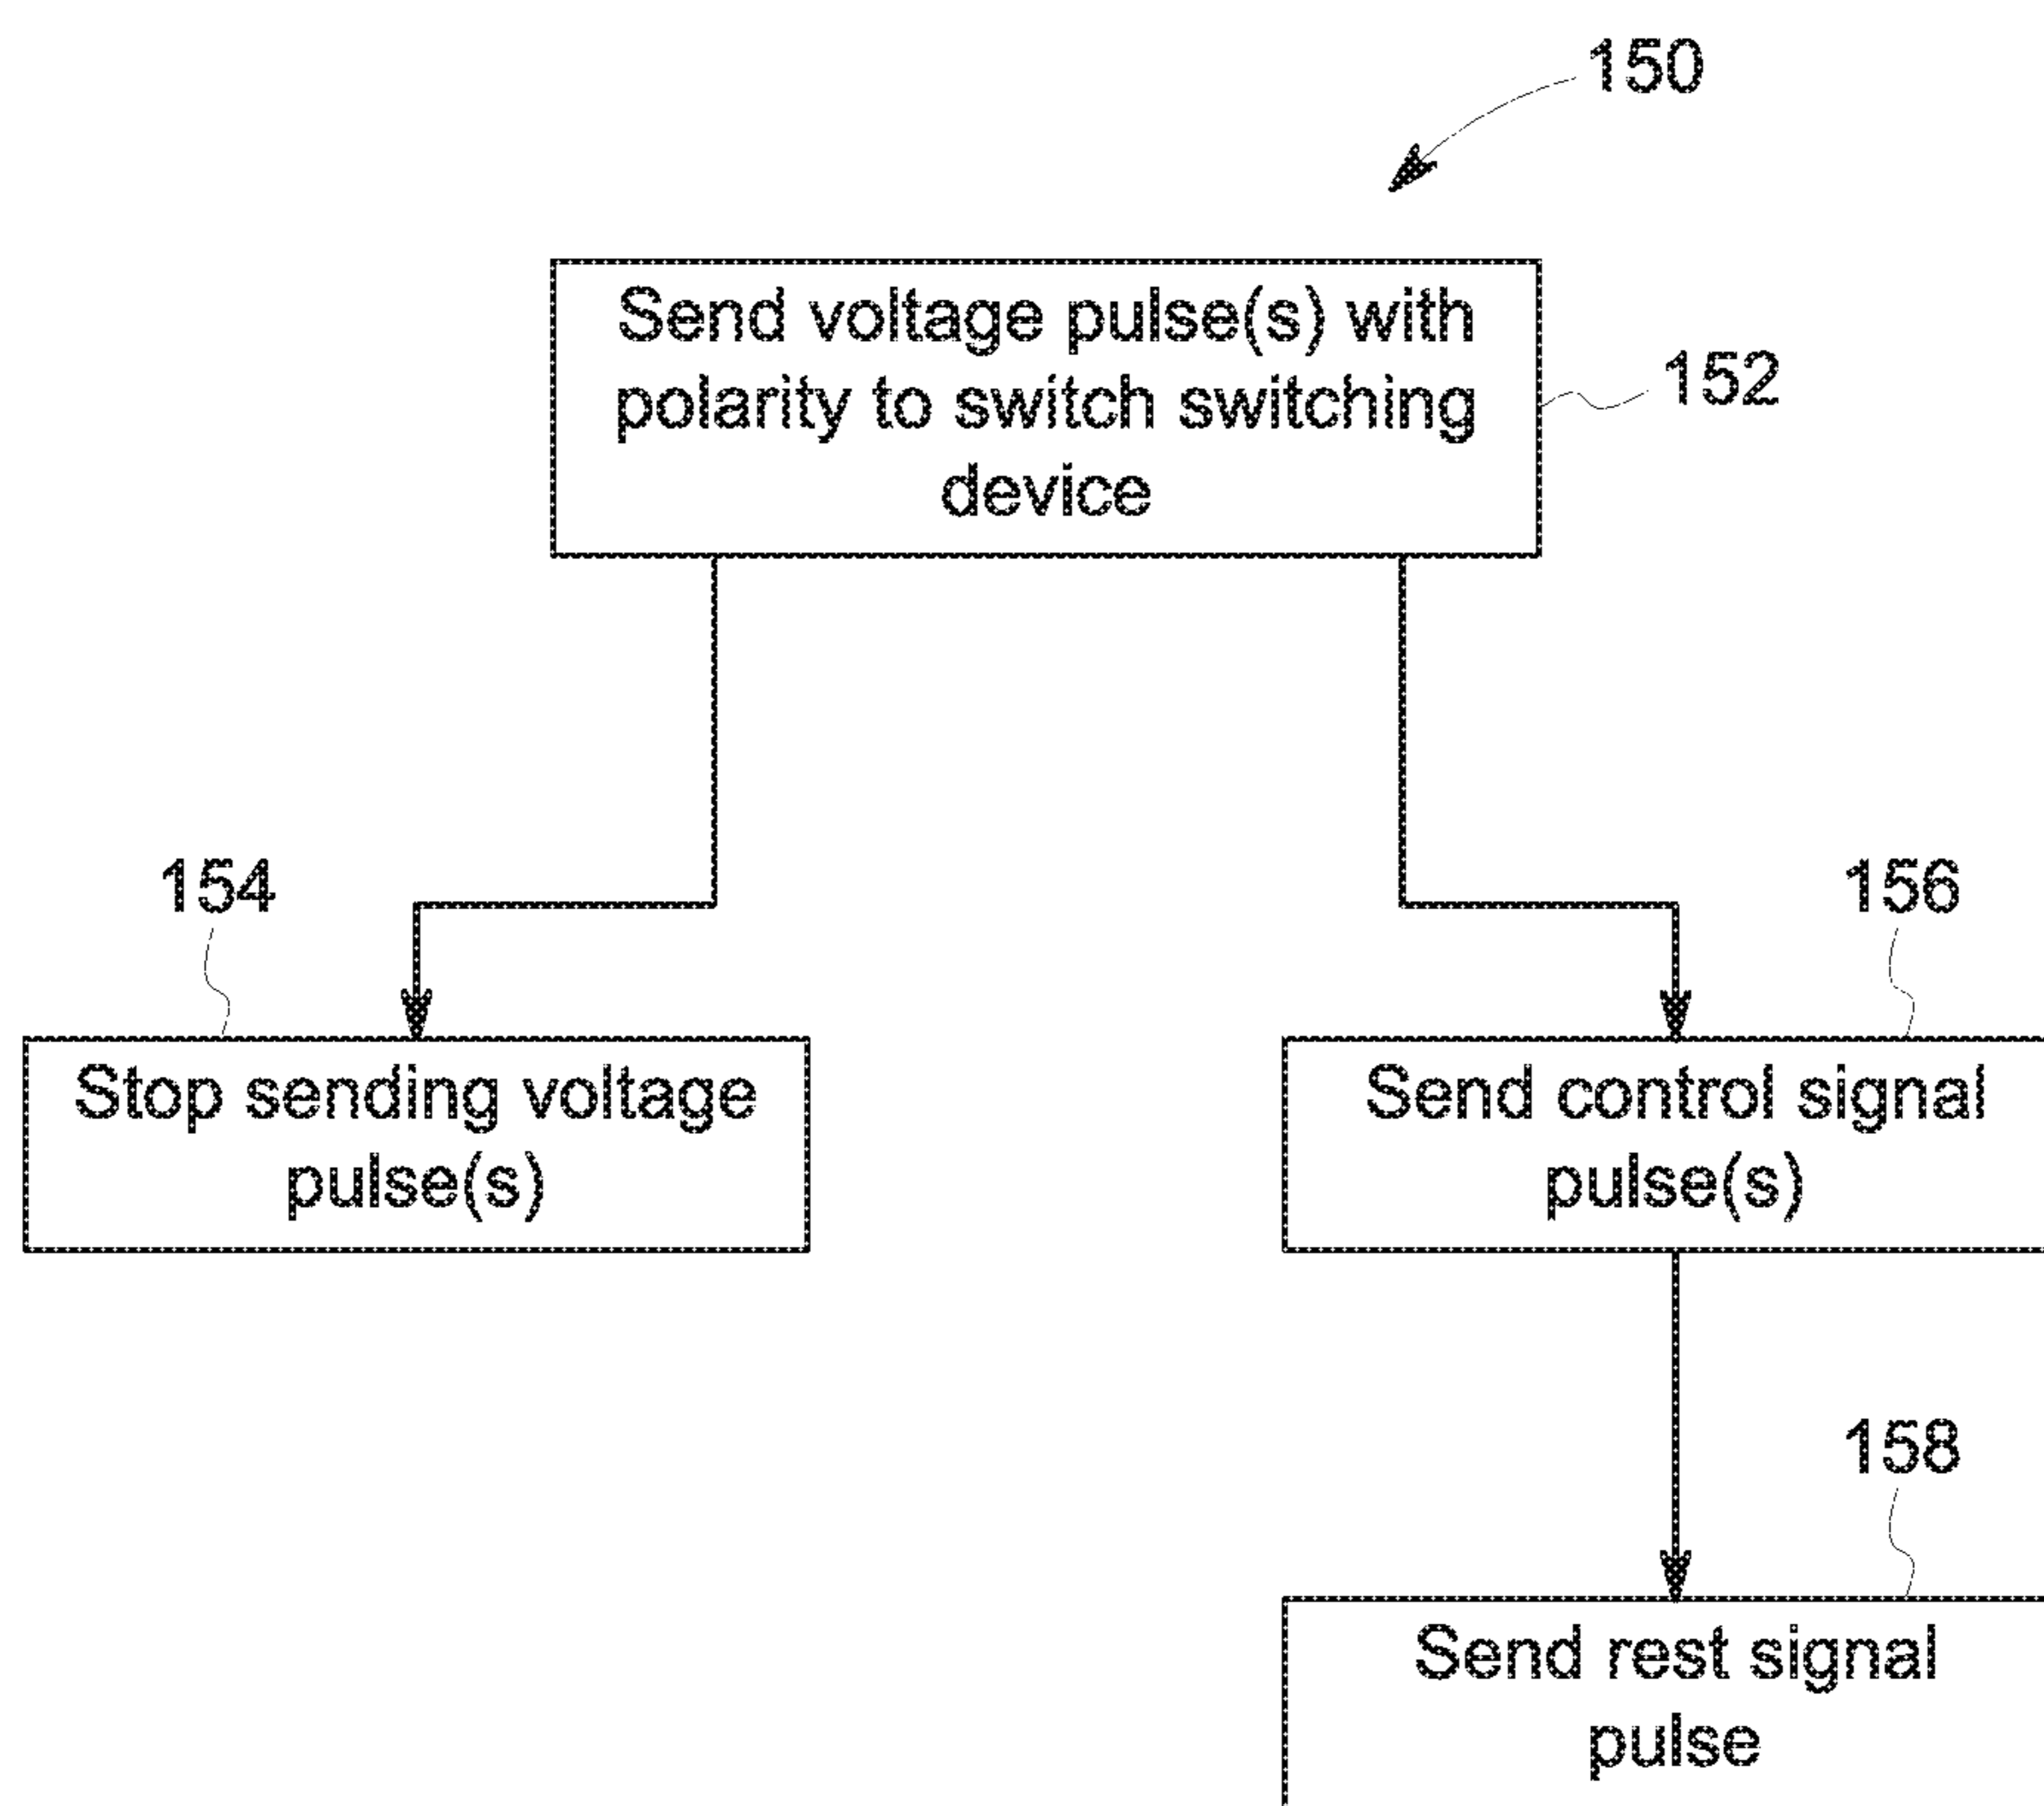 150
Send voltage pulse(s) with
polarity to switch switching
device
152
154
156
Stop sending voltage
pulse(s)
Send control signal
pulse(s)
158
Send rest signal
pulse